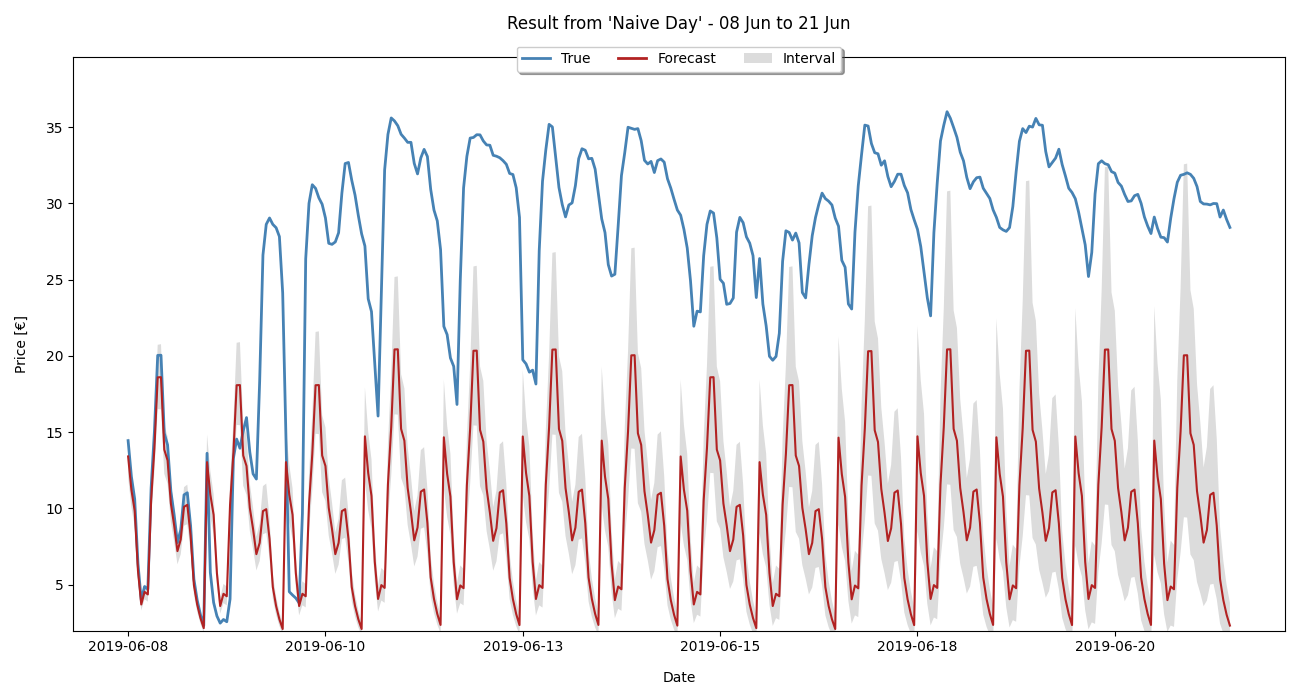 Result from 'Naive Day' - 08 Jun to 21 Jun
True Forecast Interval
Price [€]
35
30
25
20
15
10
5
2019-06-08 2019-06-10 2019-06-13 2019-06-15 2019-06-18 2019-06-20
Date